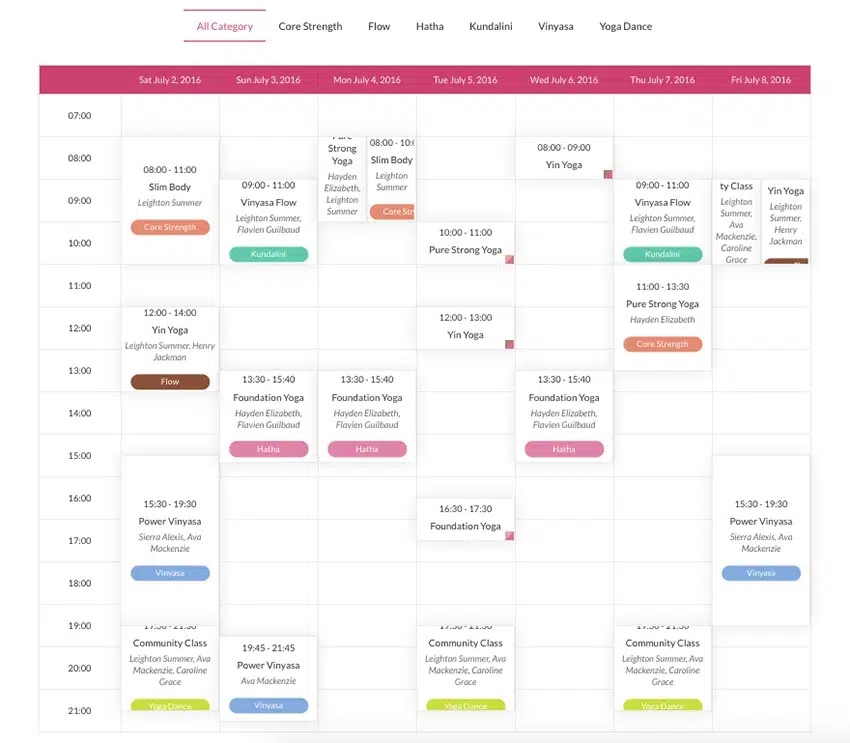 All Category Core Strength Flow Hatha Kundalini Vinyasa Yoga Dance
Sat July 2, 2016 Sun July 3, 2016 Mon July 4, 2016 Tue July 5, 2016 Wed July 6, 2016 Thu July 7, 2016 Fri July 8, 2016
07:00
08:00
09:00
10:00
11:00
12:00
13:00
14:00
15:00
16:00
17:00
18:00
19:00
20:00
21:00
08:00 - 11:00
Slim Body
Leighton Summer
Core Strength
12:00 - 14:00
Yin Yoga
Leighton Summer, Henry
Jackman
Flow
15:30 - 19:30
Power Vinyasa
Sierra Alexis, Ava
Mackenzie
Vinyasa
19:30 - 21:30
Community Class
Leighton Summer, Ava
Mackenzie, Caroline
Grace
Yoga Dance
09:00 - 11:00
Vinyasa Flow
Leighton Summer,
Flavien Guilbaud
Kundalini
13:30 - 15:40
Foundation Yoga
Hayden Elizabeth,
Flavien Guilbaud
Hatha
19:45 - 21:45
Power Vinyasa
Ava Mackenzie
Vinyasa
Pure
Strong
Yoga
Hayden
Elizabeth,
Leighton
Summer
08:00 - 10:0
Slim Body
Leighton
Summer
Core Str
13:30 - 15:40
Foundation Yoga
Hayden Elizabeth,
Flavien Guilbaud
Hatha
10:00 - 11:00
Pure Strong Yoga
12:00 - 13:00
Yin Yoga
16:30 - 17:30
Foundation Yoga
19:30 - 21:30
Community Class
Leighton Summer, Ava
Mackenzie, Caroline
Grace
Yoga Dance
08:00 - 09:00
Yin Yoga
13:30 - 15:40
Foundation Yoga
Hayden Elizabeth,
Flavien Guilbaud
Hatha
09:00 - 11:00
Vinyasa Flow
Leighton Summer,
Flavien Guilbaud
Kundalini
11:00 - 13:30
Pure Strong Yoga
Hayden Elizabeth
Core Strength
19:30 - 21:30
Community Class
Leighton Summer, Ava
Mackenzie, Caroline
Grace
Yoga Dance
ty Class
Leighton
Summer,
Ava
Mackenzie,
Caroline
Grace
Yin Yoga
Leighton
Summer,
Henry
Jackman
15:30 - 19:30
Power Vinyasa
Sierra Alexis, Ava
Mackenzie
Vinyasa